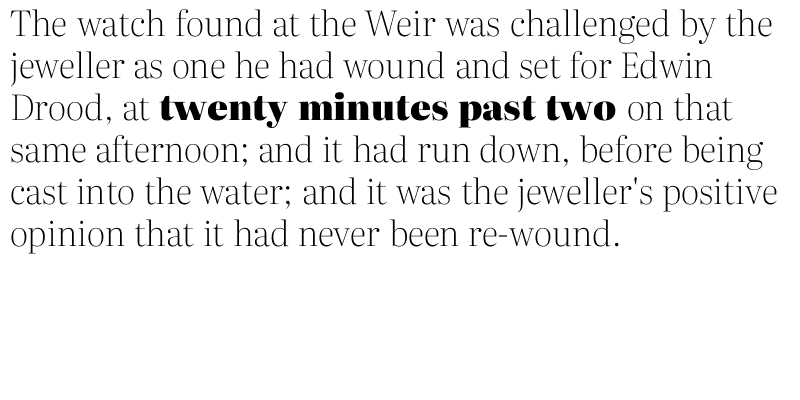 The watch found at the Weir was challenged by the
jeweller as one he had wound and set for Edwin
Drood, at twenty minutes past two on that
same afternoon; and it had run down, before being
cast into the water; and it was the jeweller's positive
opinion that it had never been re-wound.